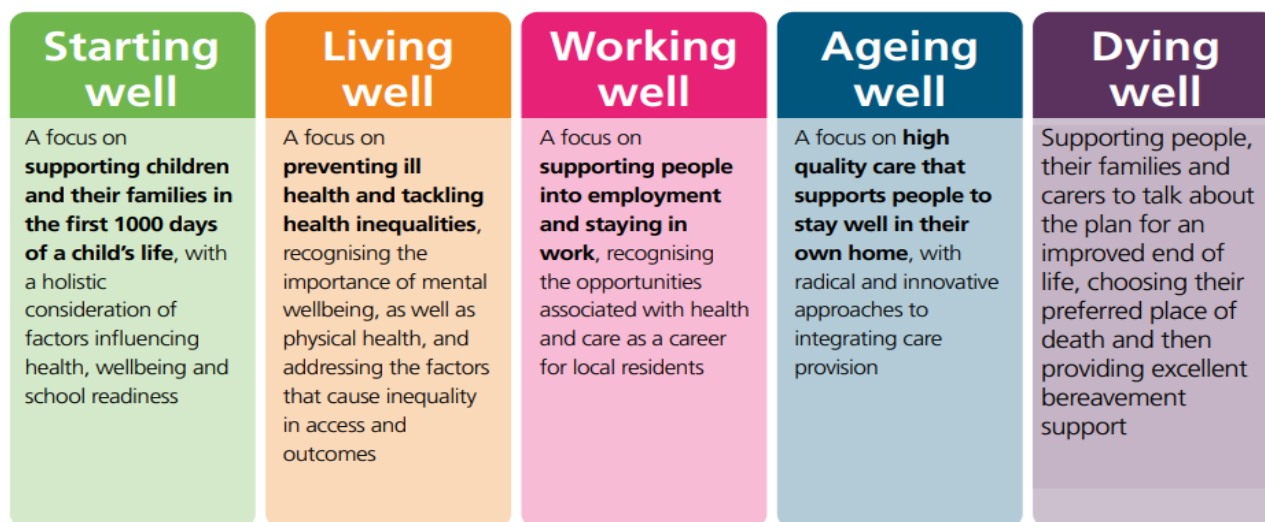 Starting
well
A focus on
supporting children
and their families in
the first 1000 days
of a child's life, with
a holistic
consideration of
factors influencing
health, wellbeing and
school readiness
Living
well
A focus on
preventing ill
health and tackling
health inequalities,
recognising the
importance of mental
wellbeing, as well as
physical health, and
addressing the factors
that cause inequality
in access and
outcomes
Working
well
A focus on
supporting people
into employment
and staying in
work, recognising
the opportunities
associated with health
and care as a career
for local residents
Ageing
well
A focus on high
quality care that
supports people to
stay well in their
own home, with
radical and innovative
approaches to
integrating care
provision
Dying
well
Supporting people,
their families and
carers to talk about
the plan for an
improved end of
life, choosing their
preferred place of
death and then
providing excellent
bereavement
support